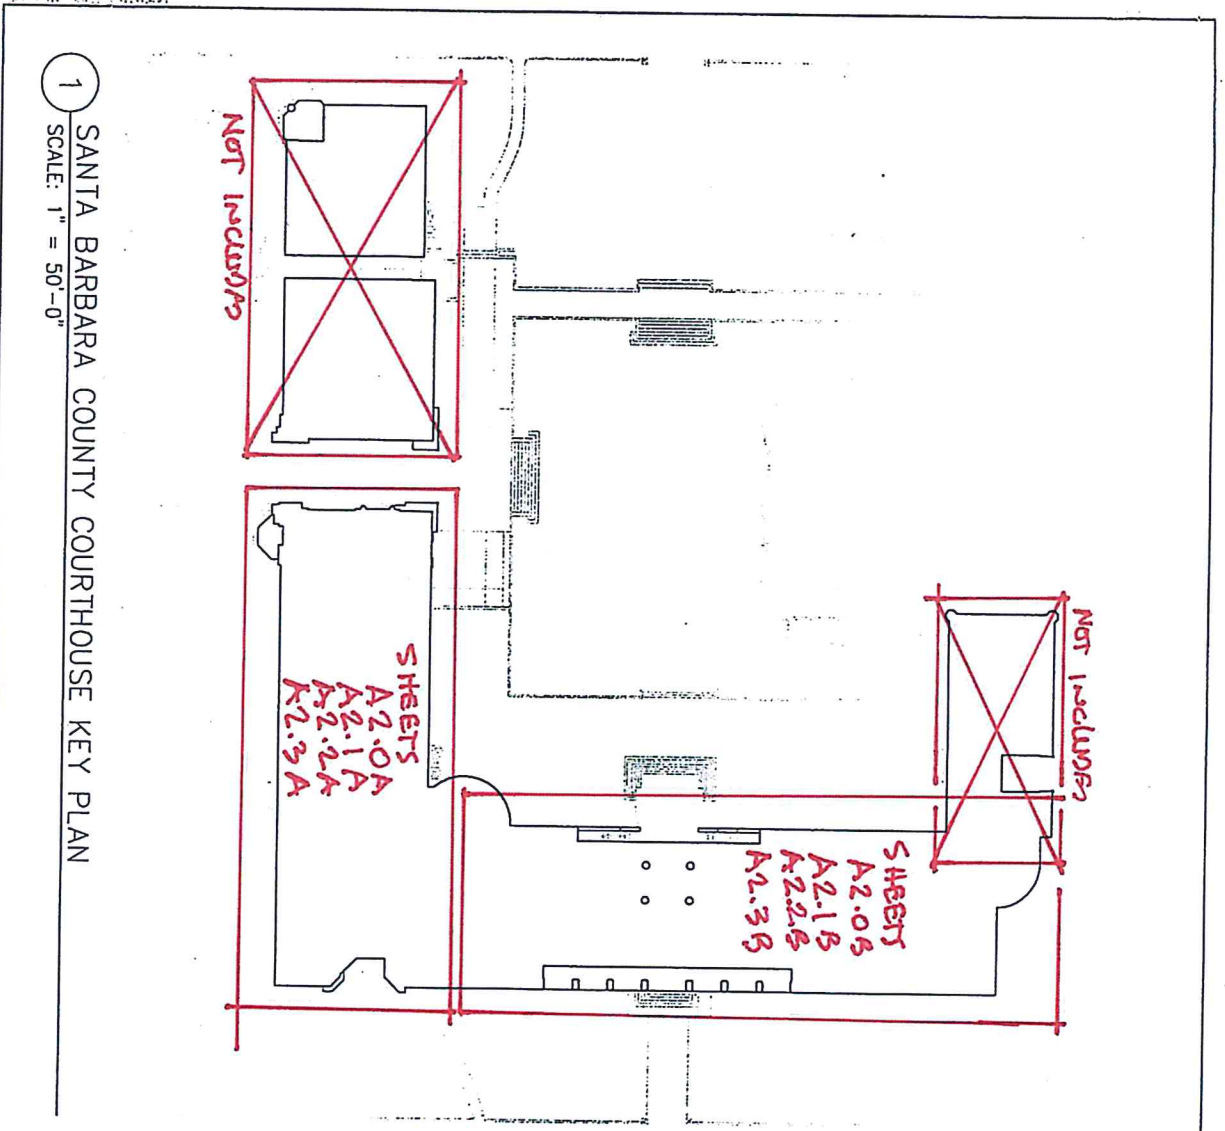 1
SANTA BARBARA COUNTY COURTHOUSE KEY PLAN
SCALE: 1" = 50'-0"
NOT INCLUDED
SHEETS
A2.0A
A2.1A
A2.2A
A2.3A
NOT INCLUDED
SHEETS
A2.0B
A2.1B
A2.2B
A2.3B